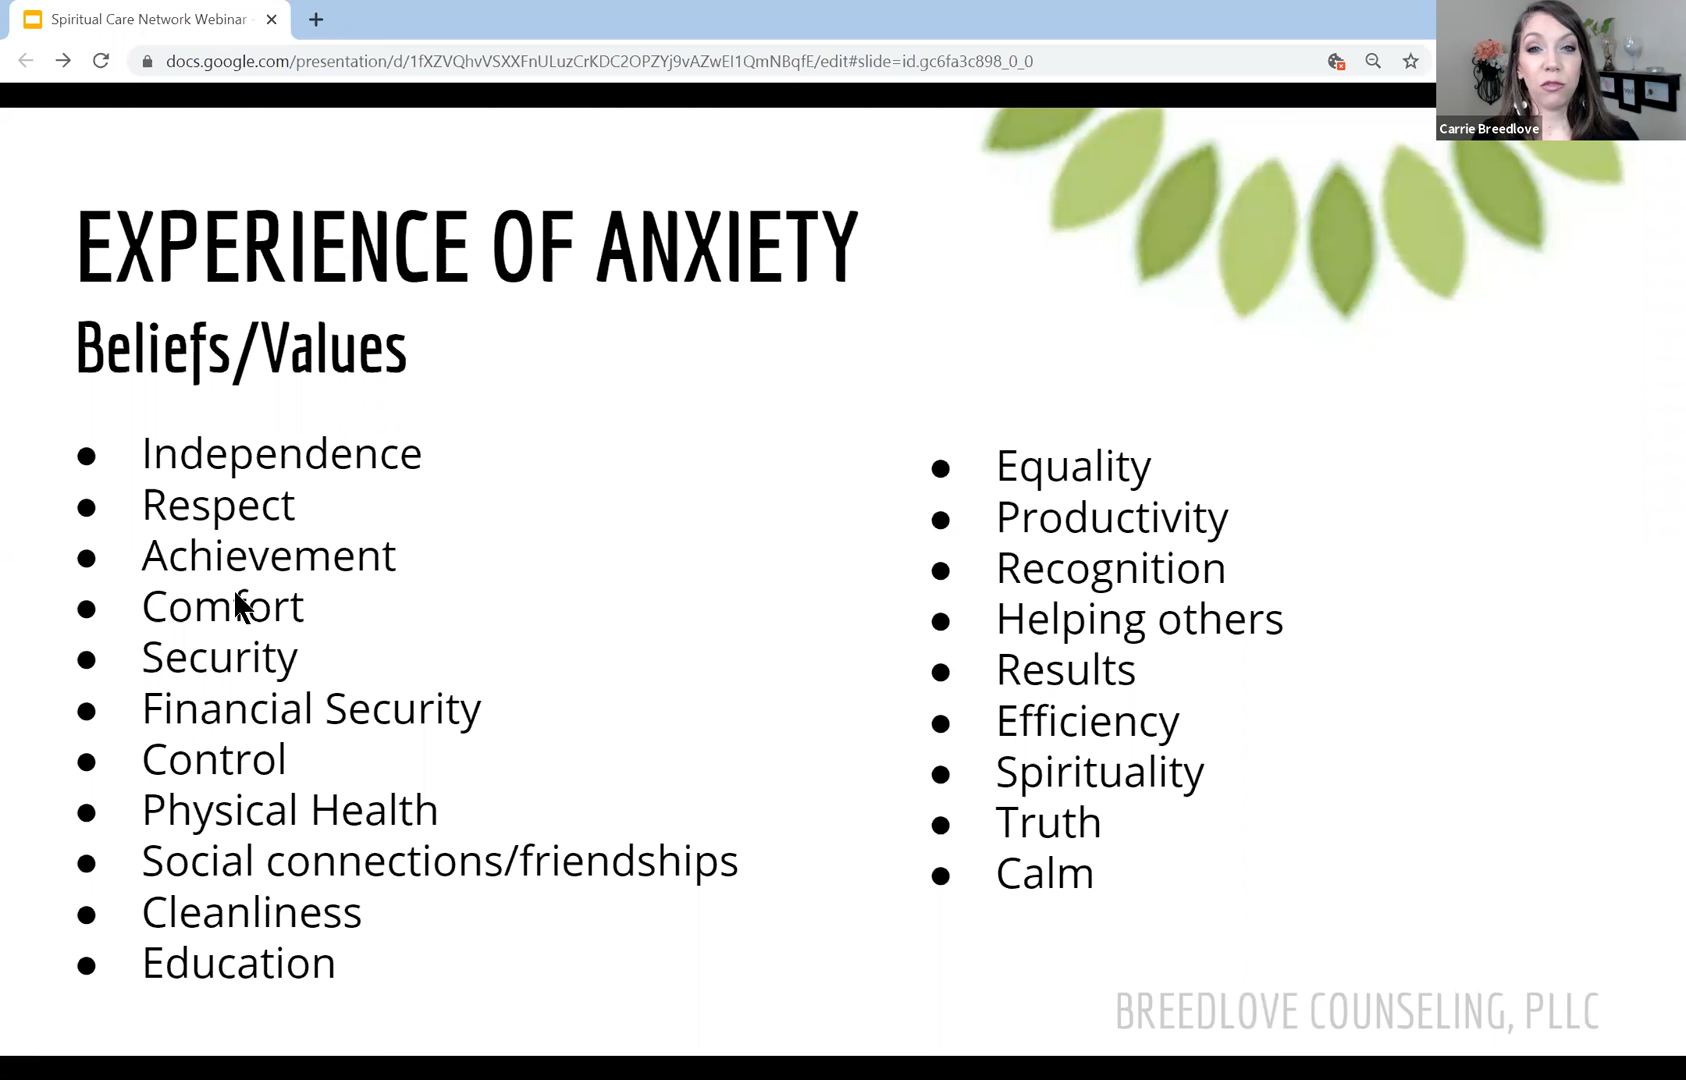 Spiritual Care Network Webinar
docs.google.com/presentation/d/1fXZVQhvVSXXFnULuzCrKDC2OPZYj9vAZwEI1QmNBqfE/edit#slide=id.gc6fa3c898_0_0
Carrie Breedlove
EXPERIENCE OF ANXIETY
Beliefs/Values
● Independence
● Respect
● Achievement
● Comfort
● Security
● Financial Security
● Control
● Physical Health
● Social connections/friendships
● Cleanliness
● Education
● Equality
● Productivity
● Recognition
● Helping others
● Results
● Efficiency
● Spirituality
● Truth
● Calm
BREEDLOVE COUNSELING, PLLC